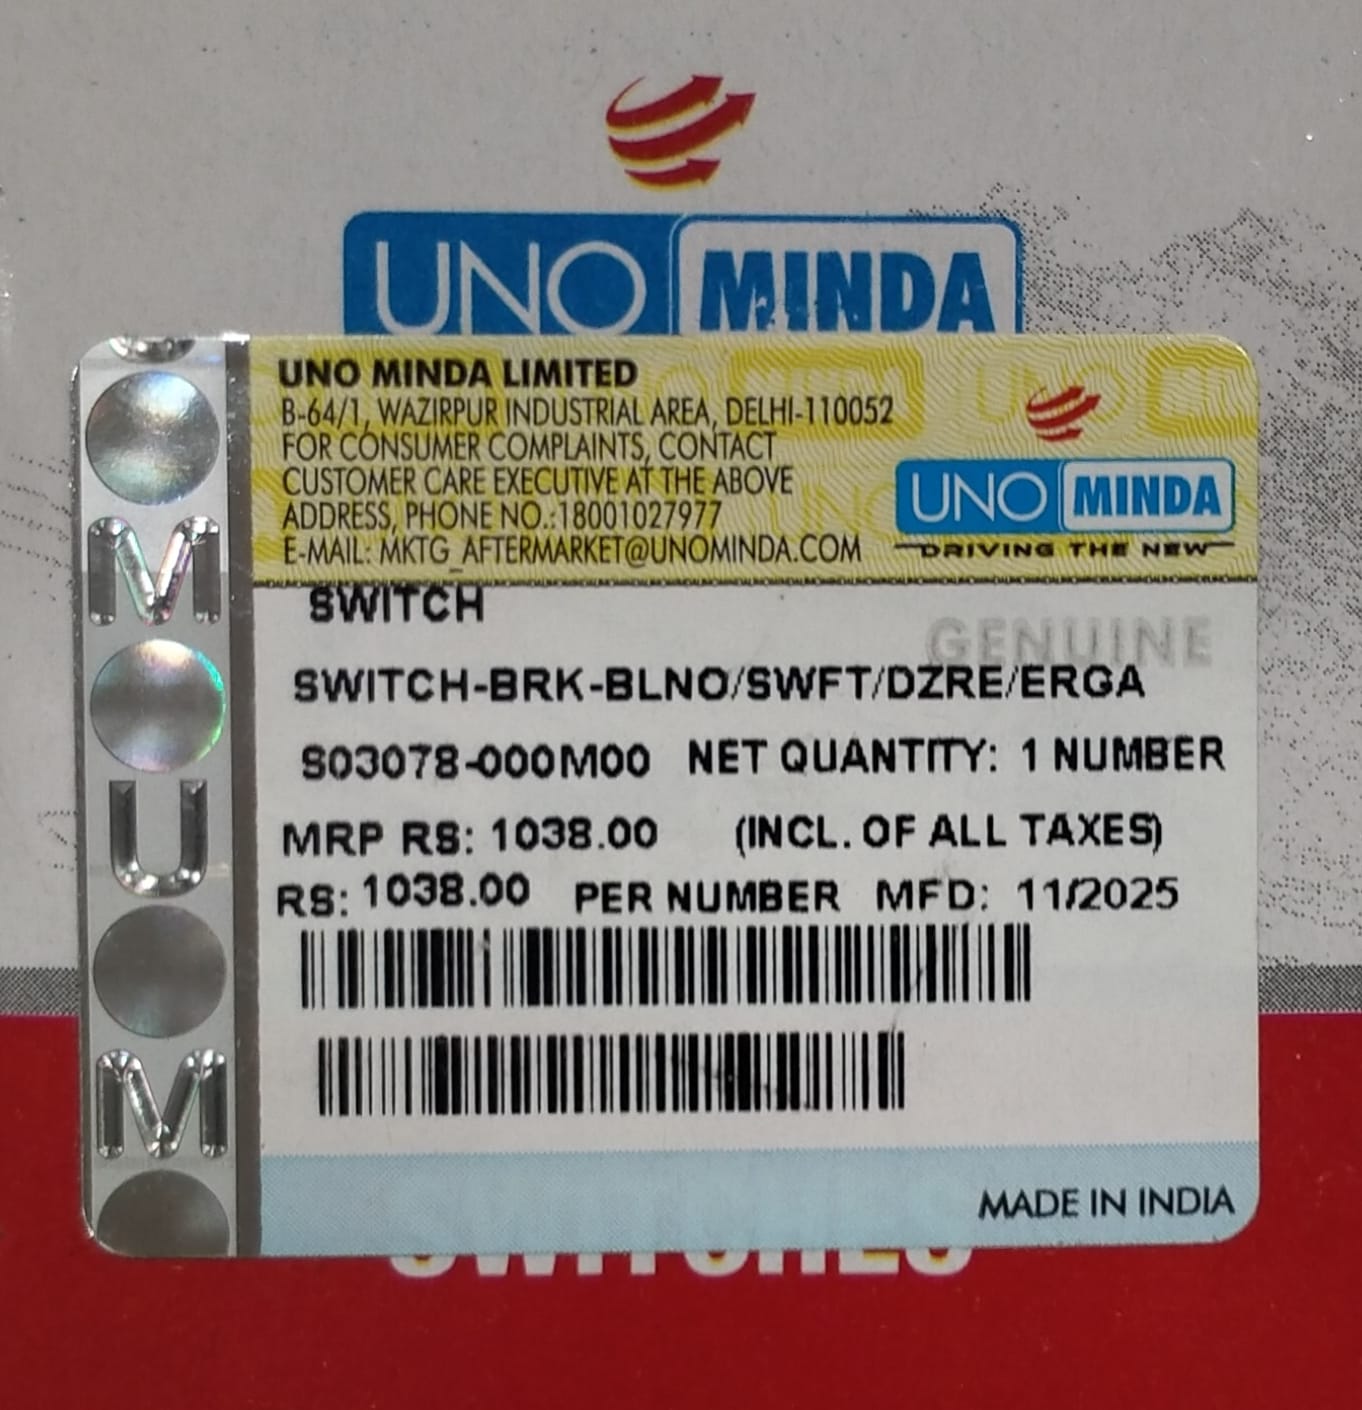 UNO MINDA
UNO MINDA LIMITED
B-64/1, WAZIRPUR INDUSTRIAL AREA, DELHI-110052
FOR CONSUMER COMPLAINTS, CONTACT
CUSTOMER CARE EXECUTIVE AT THE ABOVE
ADDRESS, PHONE NO.:18001027977
E-MAIL: MKTG_AFTERMARKET@UNOMINDA.COM
UNO MINDA
DRIVING THE NEW
SWITCH
GENUINE
SWITCH-BRK-BLNO/SWFT/DZRE/ERGA
S03078-000M00 NET QUANTITY: 1 NUMBER
MRP RS: 1038.00 (INCL. OF ALL TAXES)
RS: 1038.00 PER NUMBER MFD: 11/2025
MADE IN INDIA
SWITCHES
M
U
M